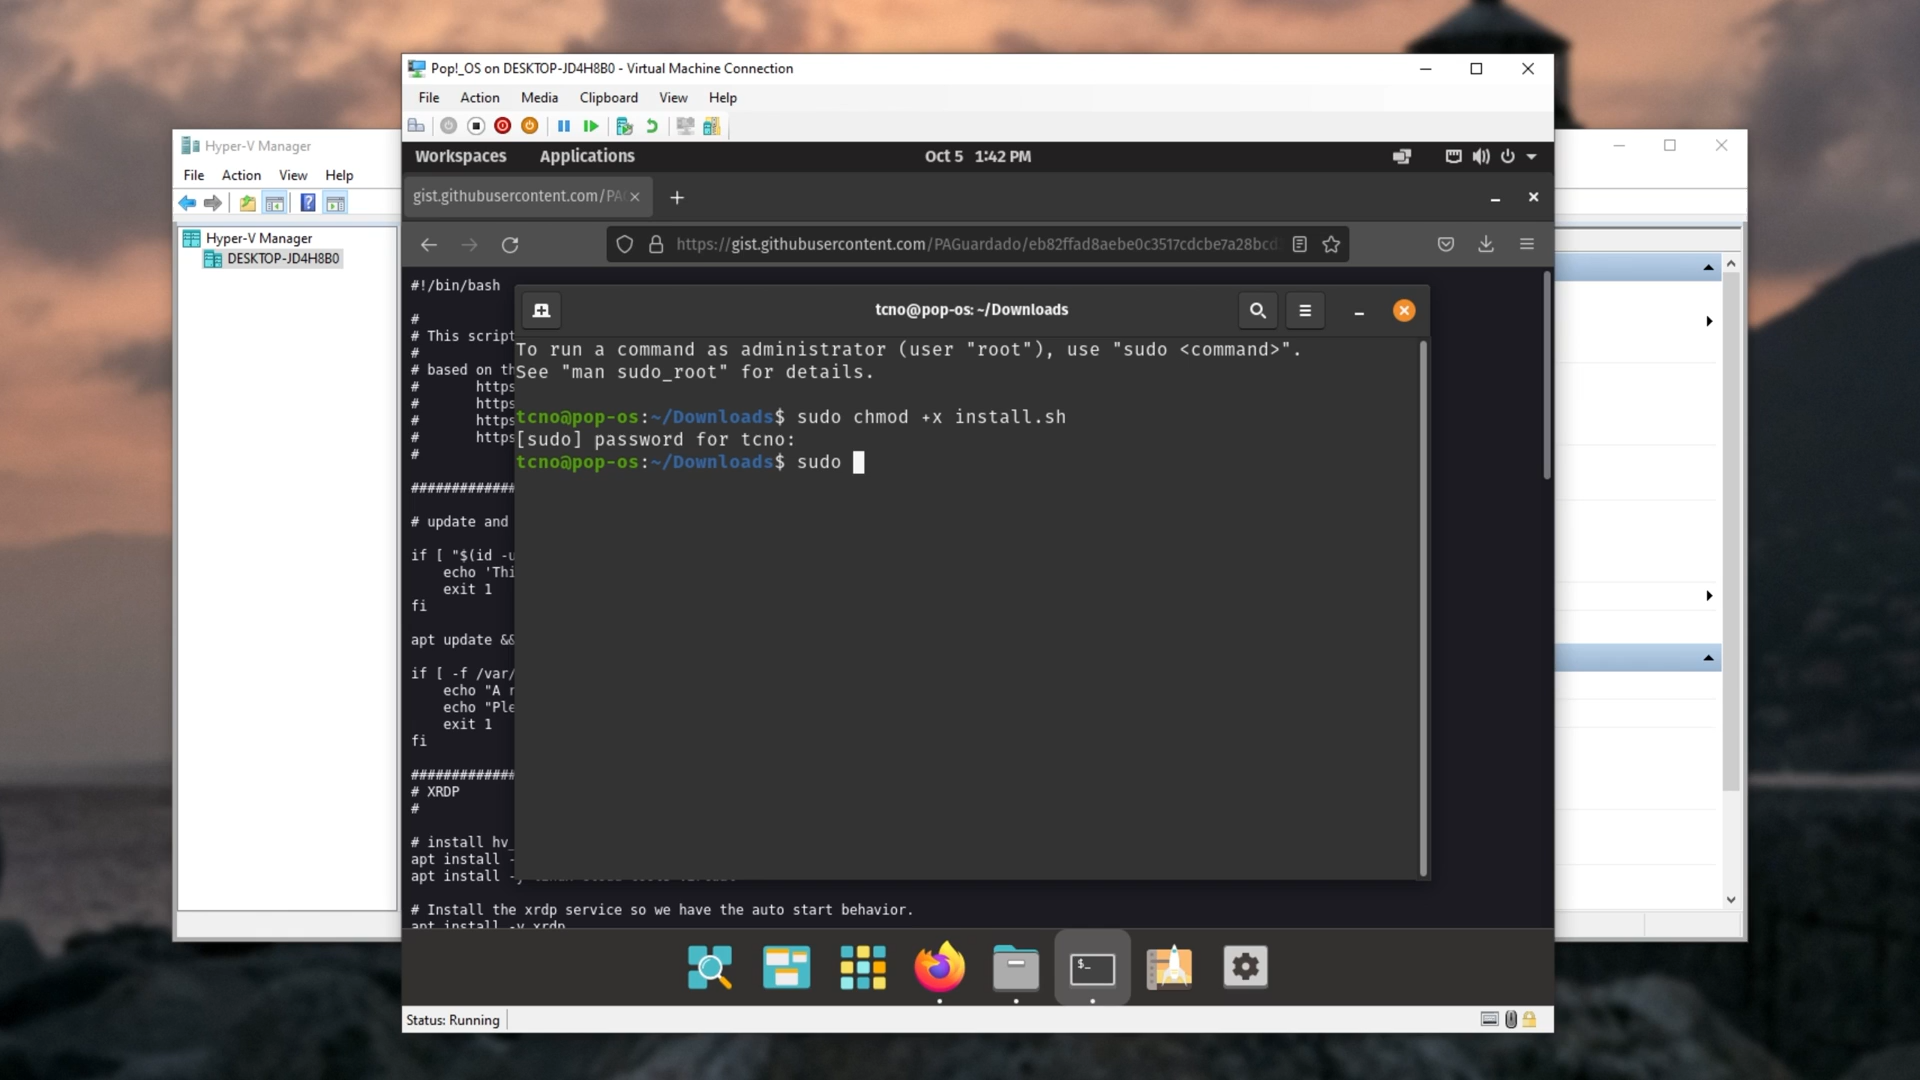 Pop!_OS on DESKTOP-JD4H8B0 - Virtual Machine Connection
File Action Media Clipboard View Help
Hyper-V Manager
File Action View Help
Hyper-V Manager
DESKTOP-JD4H8B0
Workspaces Applications Oct 5 1:42 PM
gist.githubusercontent.com/PAG
https://gist.githubusercontent.com/PAGuardado/eb82ffad8aebe0c3517cdcbe7a28bcd
#!/bin/bash
#
# This script
#
# based on th
# https
# https
# https
# https
#
#############
# update and
if [ "$(id -u
echo 'Thi
exit 1
fi
apt update &&
if [ -f /var/
echo "A r
echo "Ple
exit 1
fi
#############
# XRDP
#
# install hv_
apt install -
apt install -
# Install the xrdp service so we have the auto start behavior.
apt install -y xrdp
tcno@pop-os: ~/Downloads
To run a command as administrator (user "root"), use "sudo <command>".
See "man sudo_root" for details.
tcno@pop-os:~/Downloads$ sudo chmod +x install.sh
[sudo] password for tcno:
tcno@pop-os:~/Downloads$ sudo
Status: Running